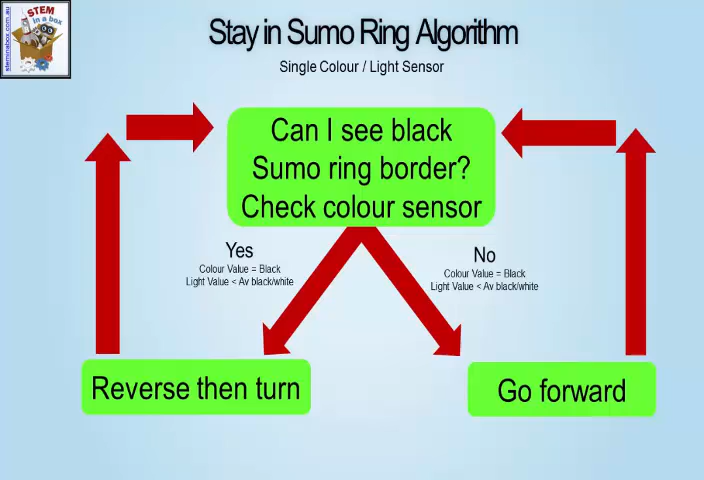 STEM
in a box
steminabox.com.au
Stay in Sumo Ring Algorithm
Single Colour / Light Sensor
Can I see black
Sumo ring border?
Check colour sensor
Yes
Colour Value = Black
Light Value < Av black/white
No
Colour Value = Black
Light Value < Av black/white
Reverse then turn
Go forward